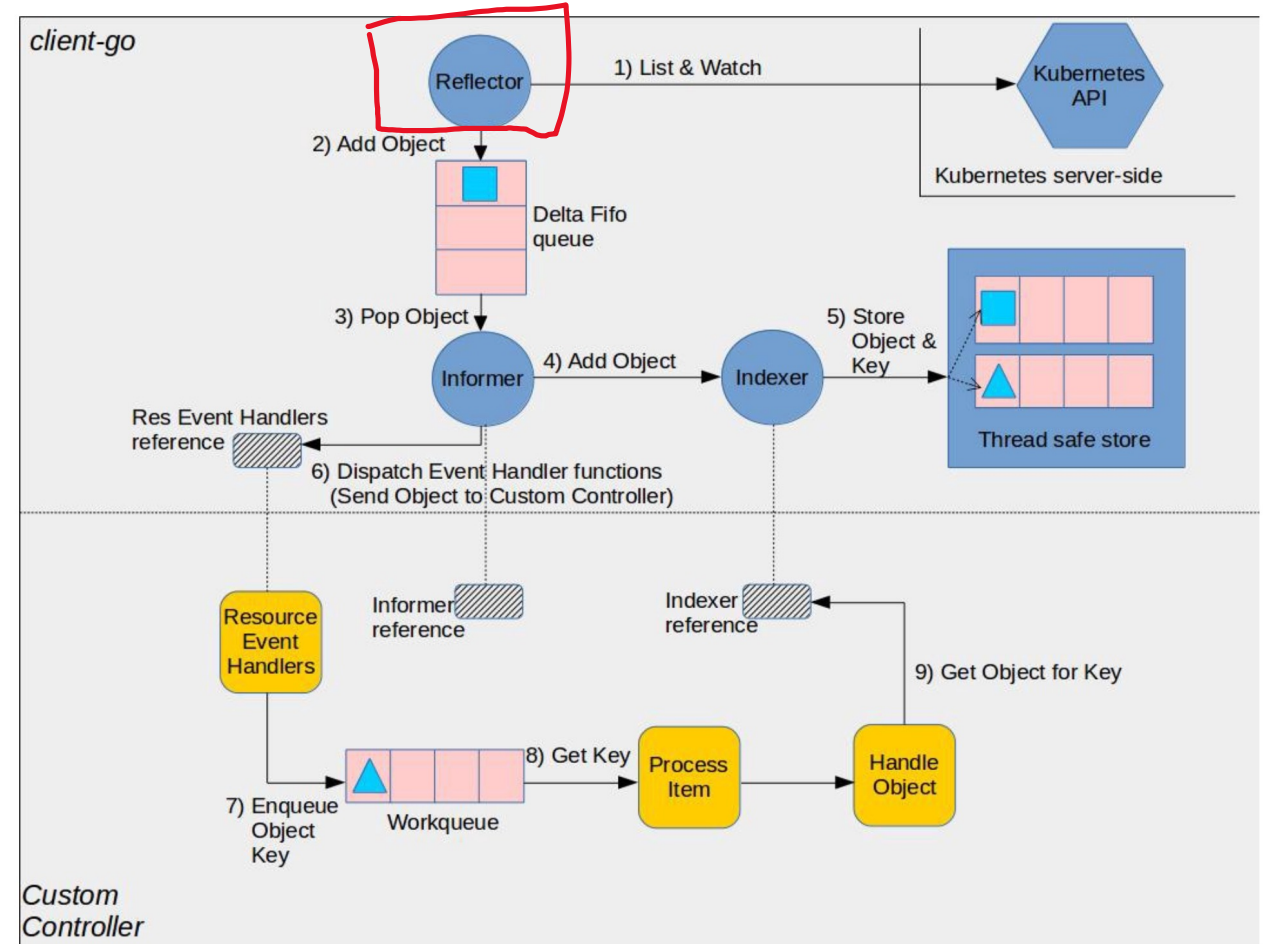 client-go
Reflector
1) List & Watch
Kubernetes
API
Kubernetes server-side
2) Add Object
Delta Fifo
queue
3) Pop Object
Informer
4) Add Object
Indexer
5) Store
Object &
Key
Thread safe store
Res Event Handlers
reference
6) Dispatch Event Handler functions
(Send Object to Custom Controller)
Resource
Event
Handlers
Informer
reference
Indexer
reference
9) Get Object for Key
7) Enqueue
Object
Key
Workqueue
8) Get Key
Process
Item
Handle
Object
Custom
Controller